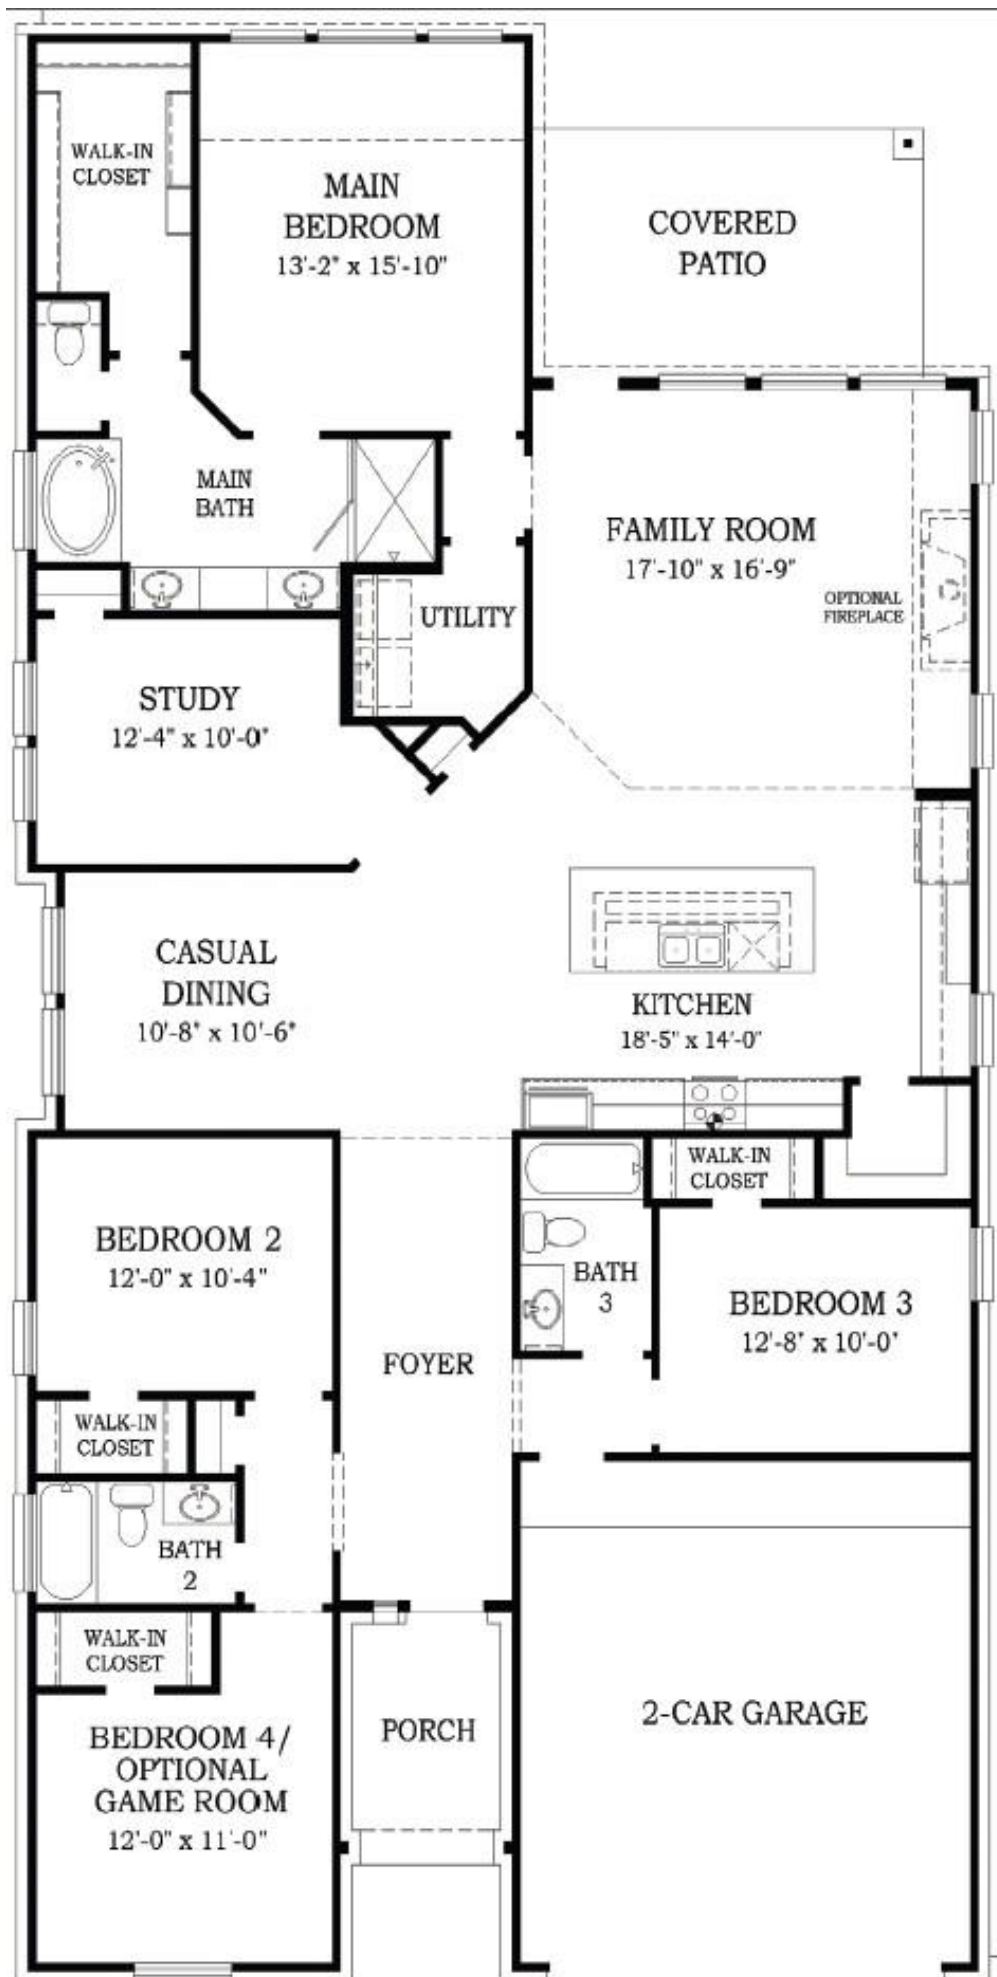 WALK-IN
CLOSET
MAIN
BEDROOM
13'-2" x 15'-10"
COVERED
PATIO
MAIN
BATH
FAMILY ROOM
17'-10" x 16'-9"
OPTIONAL
FIREPLACE
UTILITY
STUDY
12'-4" x 10'-0"
CASUAL
DINING
10'-8" x 10'-6"
KITCHEN
18'-5" x 14'-0"
WALK-IN
CLOSET
BEDROOM 2
12'-0" x 10'-4"
BATH
3
BEDROOM 3
12'-8" x 10'-0"
FOYER
WALK-IN
CLOSET
BATH
2
WALK-IN
CLOSET
BEDROOM 4/
OPTIONAL
GAME ROOM
12'-0" x 11'-0"
PORCH
2-CAR GARAGE